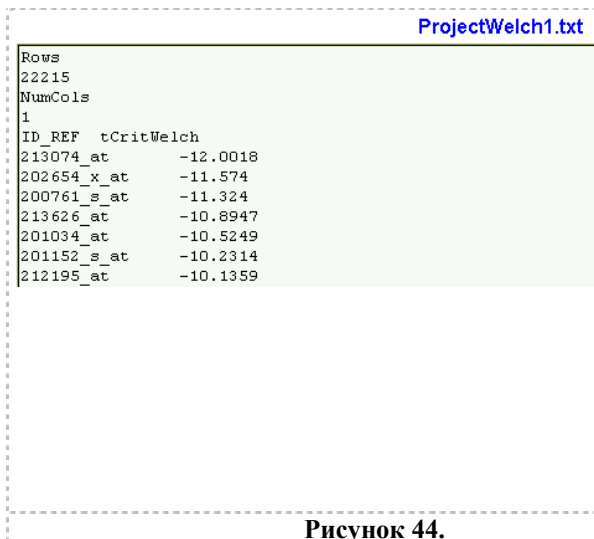 ProjectWelch1.txt
Rows
22215
NumCols
1
ID_REF tCritWelch
213074_at -12.0018
202654_x_at -11.574
200761_s_at -11.324
213626_at -10.8947
201034_at -10.5249
201152_s_at -10.2314
212195_at -10.1359
Рисунок 44.